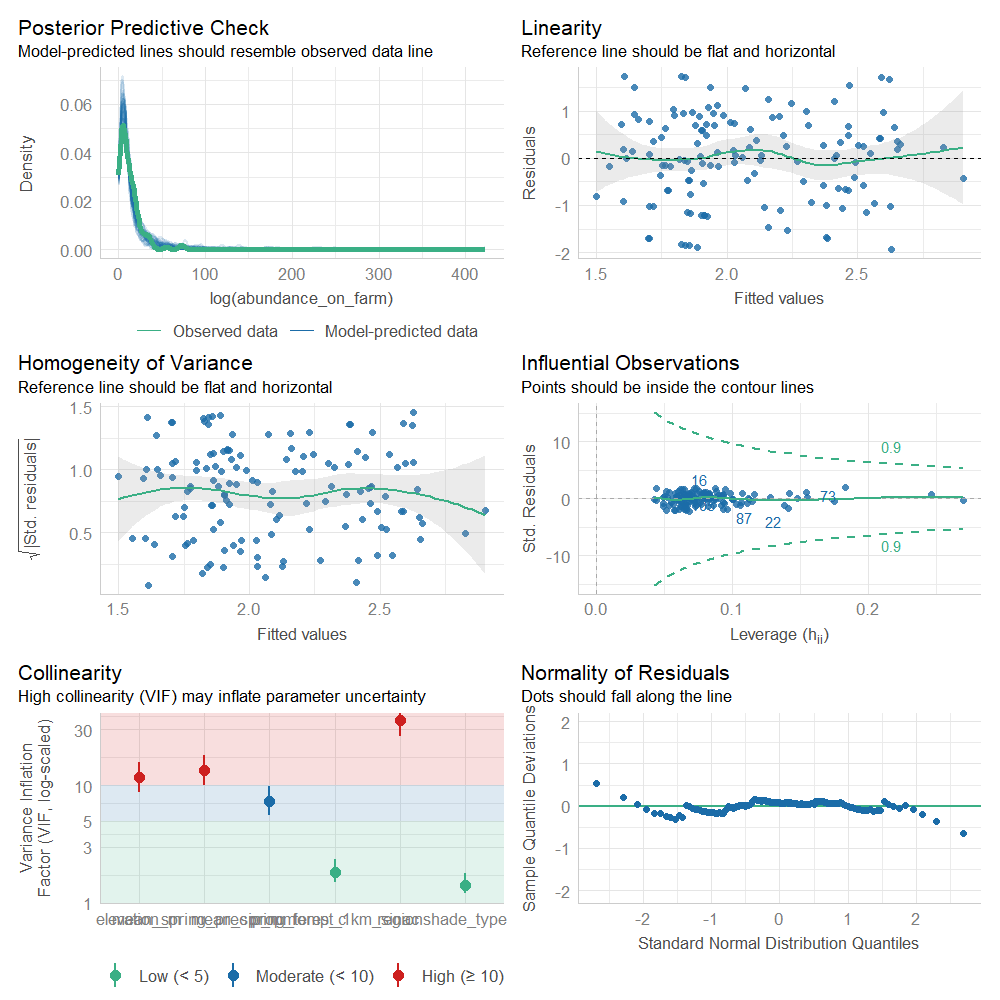 Posterior Predictive Check
Model-predicted lines should resemble observed data line
Density
0.06
0.04
0.02
0.00
0 100 200 300 400
log(abundance_on_farm)
Observed data Model-predicted data
Linearity
Reference line should be flat and horizontal
Residuals
1
0
-1
-2
1.5 2.0 2.5
Fitted values
Homogeneity of Variance
Reference line should be flat and horizontal
√|Std. residuals|
1.5
1.0
0.5
1.5 2.0 2.5
Fitted values
Influential Observations
Points should be inside the contour lines
Std. Residuals
10
0
-10
0.9
16
73
87
22
0.9
0.0 0.1 0.2
Leverage (hii)
Collinearity
High collinearity (VIF) may inflate parameter uncertainty
Variance Inflation
Factor (VIF, log-scaled)
30
10
5
3
1
shade_type
Low (< 5) Moderate (< 10) High (≥ 10)
Normality of Residuals
Dots should fall along the line
Sample Quantile Deviations
2
1
0
-1
-2
-2 -1 0 1 2
Standard Normal Distribution Quantiles